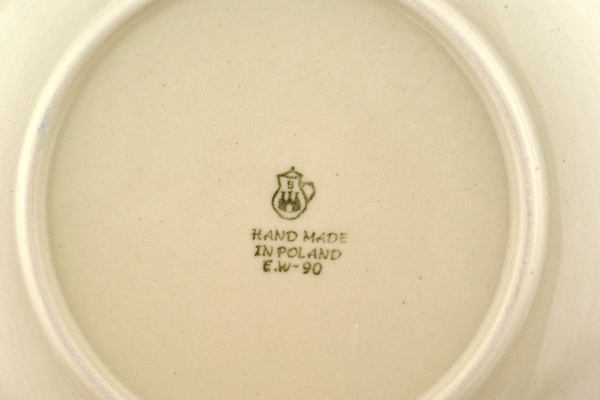 B
HAND MADE
IN POLAND
E.W-90